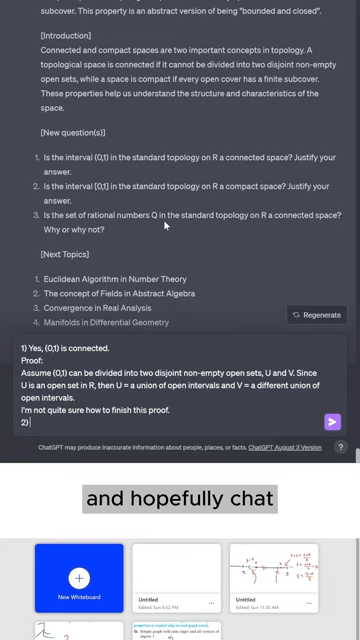 subcover. This property is an abstract version of being "bounded and closed".
[Introduction]
Connected and compact spaces are two important concepts in topology. A
topological space is connected if it cannot be divided into two disjoint non-empty
open sets, while a space is compact if every open cover has a finite subcover.
These properties help us understand the structure and characteristics of the
space.
[New question(s)]
1. Is the interval (0,1) in the standard topology on R a connected space? Justify your
answer.
2. Is the interval [0,1] in the standard topology on R a compact space? Justify your
answer.
3. Is the set of rational numbers Q in the standard topology on R a connected space?
Why or why not?
[Next Topics]
1. Euclidean Algorithm in Number Theory
2. The concept of Fields in Abstract Algebra
3. Convergence in Real Analysis
4. Manifolds in Differential Geometry
Regenerate
1) Yes, (0,1) is connected.
Proof:
Assume (0,1) can be divided into two disjoint non-empty open sets, U and V. Since
U is an open set in R, then U = a union of open intervals and V = a different union of
open intervals.
I'm not quite sure how to finish this proof.
2)
ChatGPT may produce inaccurate information about people, places, or facts. ChatGPT August 3 Version
?
and hopefully chat
New Whiteboard
Untitled
Edited Sun 4:52 PM
Untitled
Edited Sun 11:30 AM